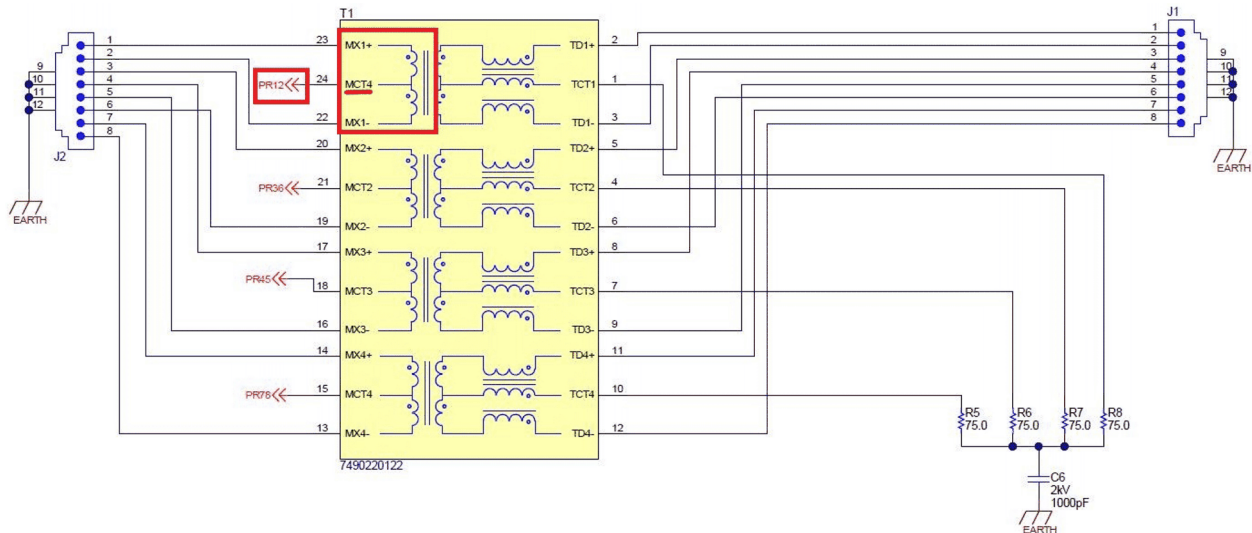 T1
J1
1
23
MX1+
TD1+
2
1
2
2
3
3
9
4
4
9
10
PR12
24
MCT4
TCT1
1
5
10
11
5
6
11
12
6
7
12
7
22
MX1-
TD1-
3
8
8
20
MX2+
TD2+
5
J2
PR36
21
MCT2
TCT2
4
EARTH
EARTH
19
MX2-
TD2-
6
17
MX3+
TD3+
8
PR45
18
MCT3
TCT3
7
16
MX3-
TD3-
9
14
MX4+
TD4+
11
PR78
15
MCT4
TCT4
10
R5
75.0
R6
75.0
R7
75.0
R8
75.0
13
MX4-
TD4-
12
7490220122
C6
2kV
1000pF
EARTH